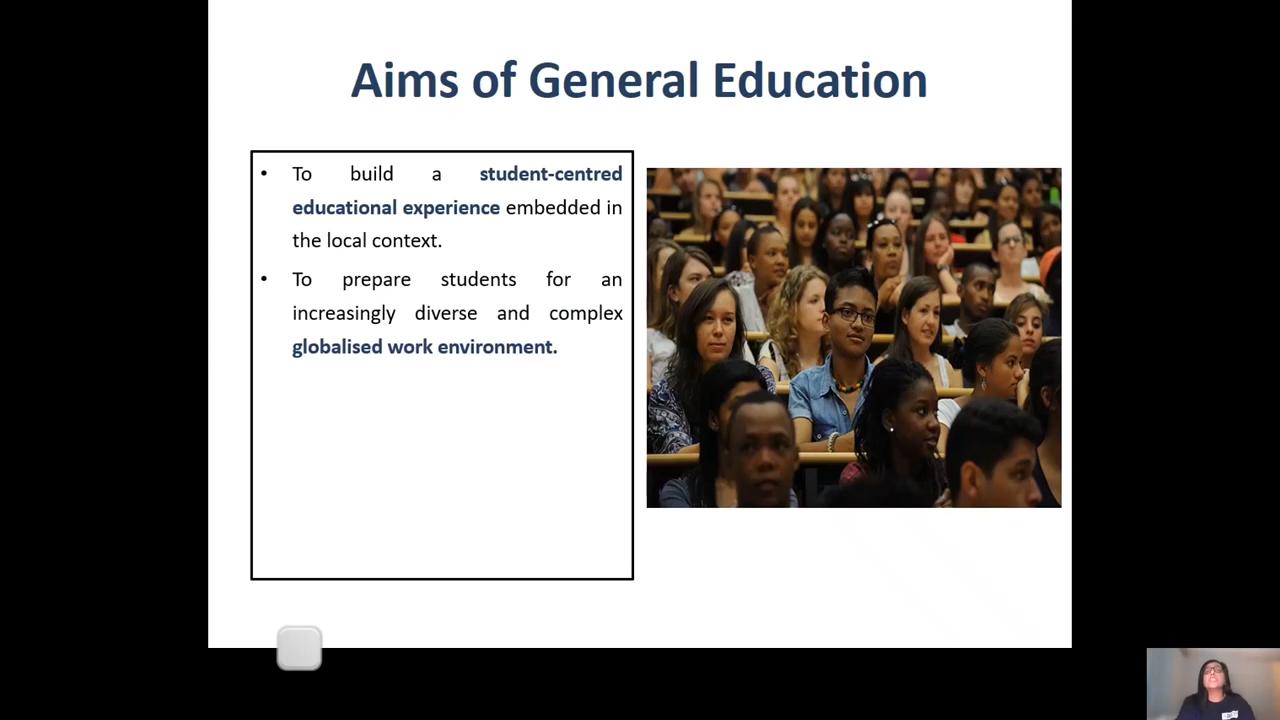 Aims of General Education
• To build a student-centred
educational experience embedded in
the local context.
• To prepare students for an
increasingly diverse and complex
globalised work environment.